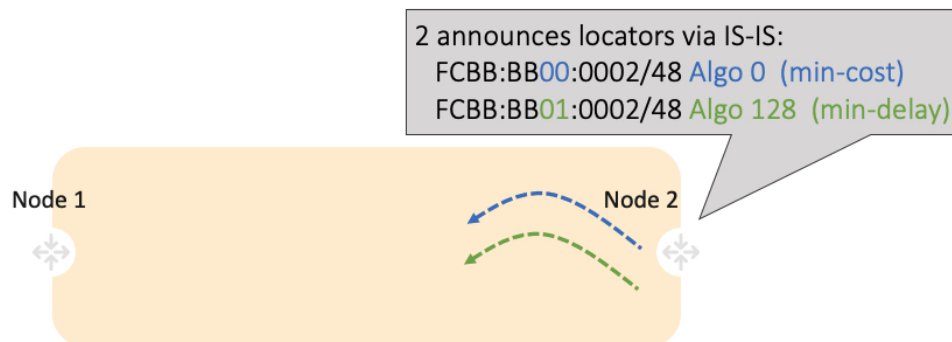 2 announces locators via IS-IS:
FCBB:BB00:0002/48 Algo 0 (min-cost)
FCBB:BB01:0002/48 Algo 128 (min-delay)
Node 1
Node 2